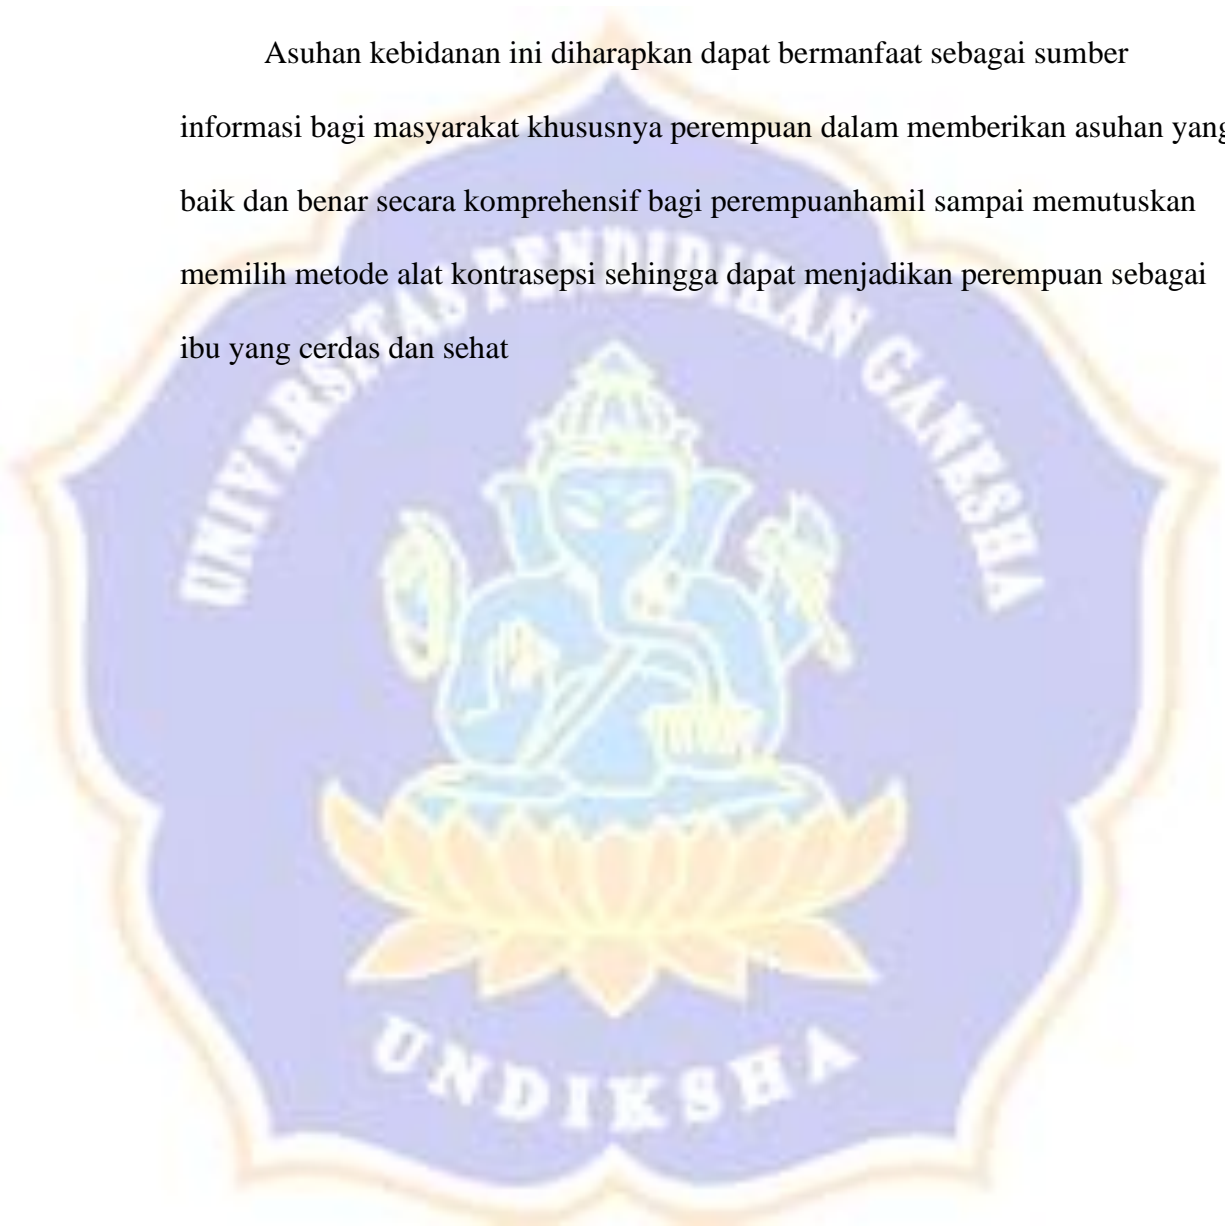 Asuhan kebidanan ini diharapkan dapat bermanfaat sebagai sumber
informasi bagi masyarakat khususnya perempuan dalam memberikan asuhan yang
baik dan benar secara komprehensif bagi perempuanhamil sampai memutuskan
memilih metode alat kontrasepsi sehingga dapat menjadikan perempuan sebagai
ibu yang cerdas dan sehat
UNIVERSITAS PENDIDIKAN GANESHA
UNDIKSHA